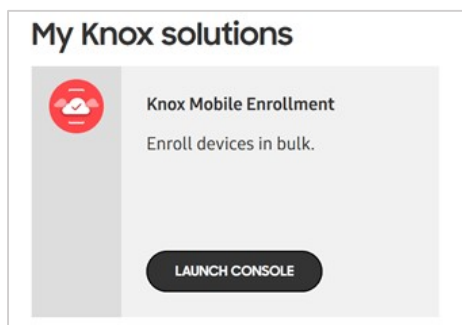 My Knox solutions
Knox Mobile Enrollment
Enroll devices in bulk.
LAUNCH CONSOLE